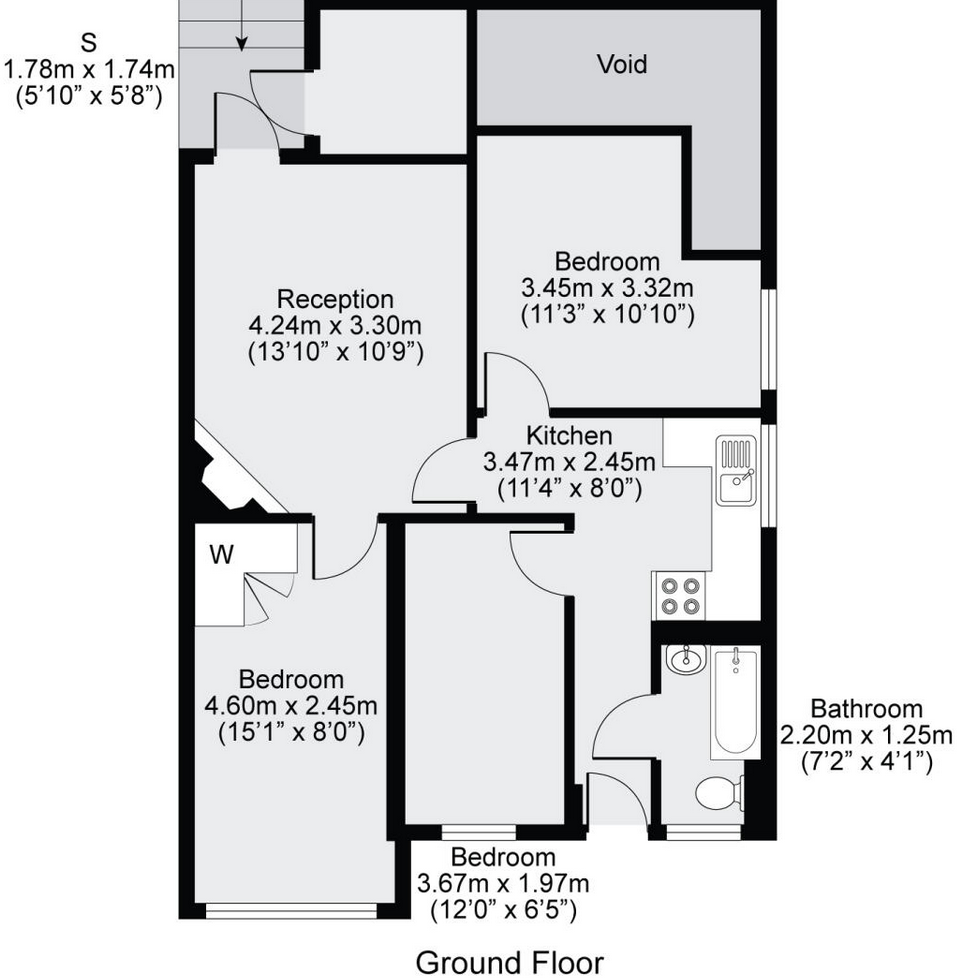 S
1.78m x 1.74m
(5'10” x 5'8”)
Void
Reception
4.24m x 3.30m
(13'10” x 10'9”)
Bedroom
3.45m x 3.32m
(11'3” x 10'10”)
Kitchen
3.47m x 2.45m
(11'4” x 8'0”)
W
Bedroom
4.60m x 2.45m
(15'1” x 8'0”)
Bathroom
2.20m x 1.25m
(7'2” x 4'1”)
Bedroom
3.67m x 1.97m
(12'0” x 6'5”)
Ground Floor